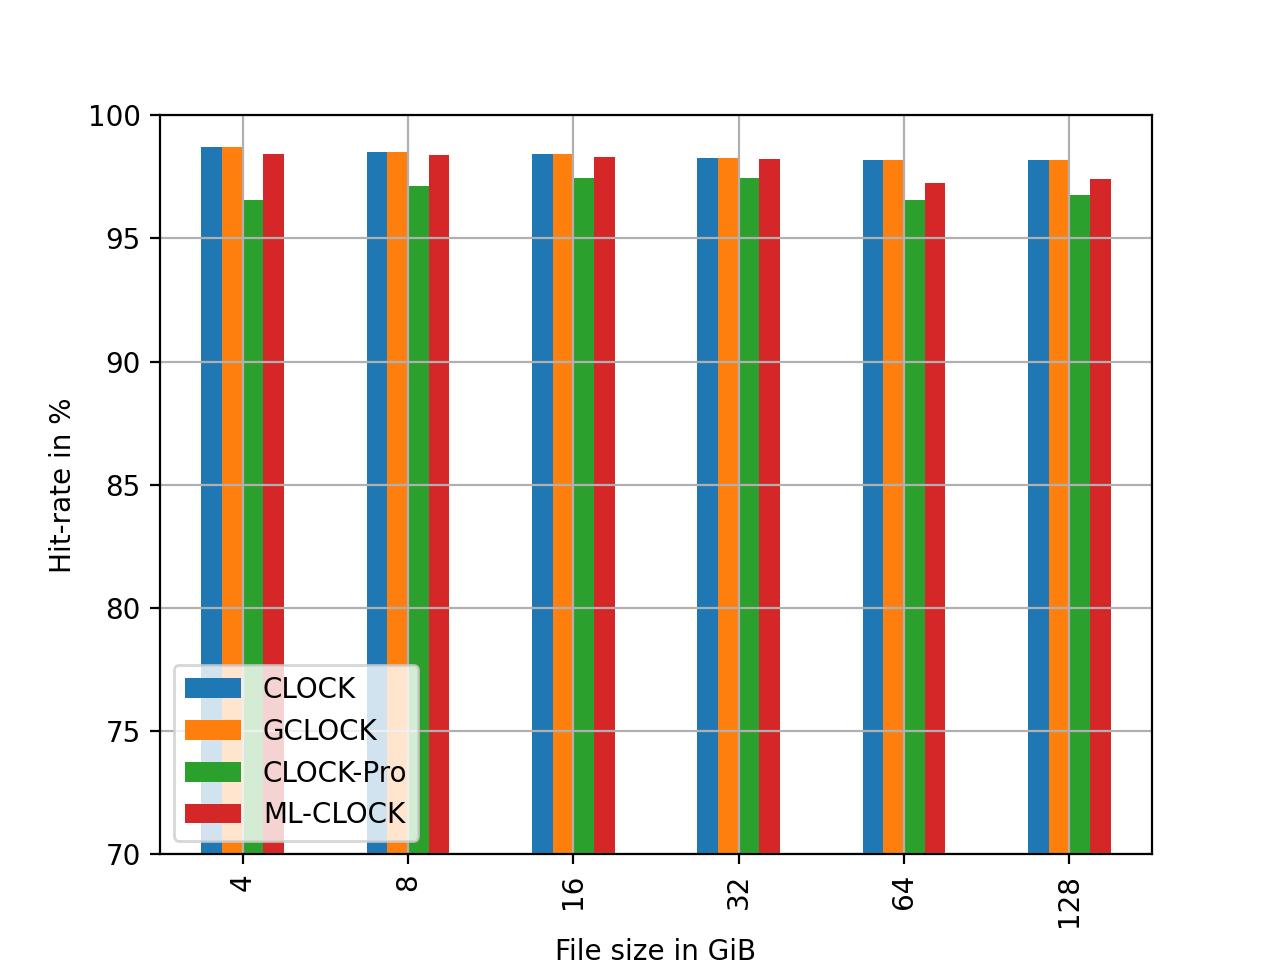 100
95
90
85
80
75
70
Hit-rate in %
CLOCK
GCLOCK
CLOCK-Pro
ML-CLOCK
4
8
16
32
64
128
File size in GiB